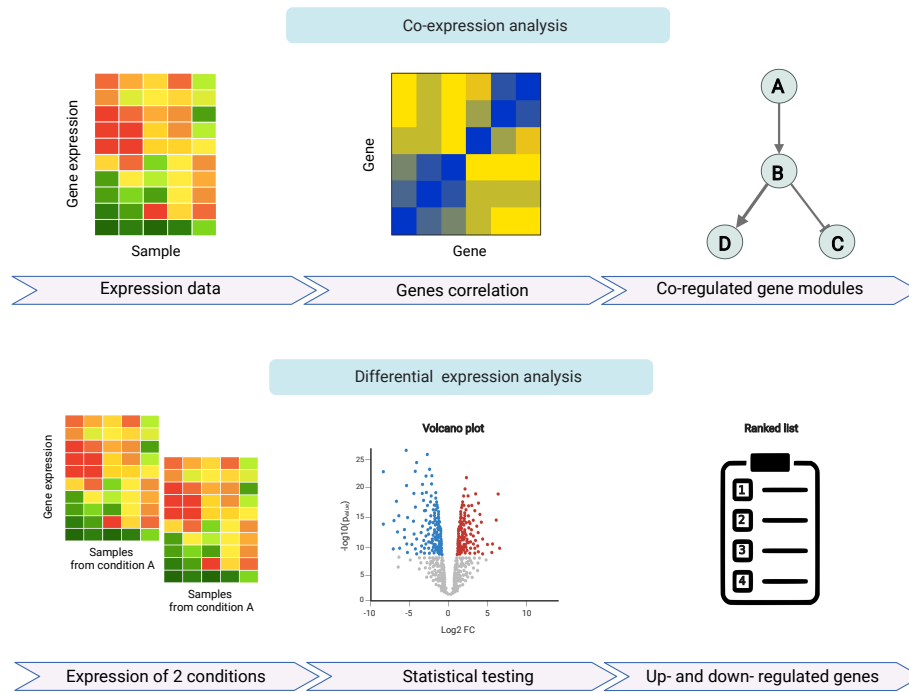 Co-expression analysis
Gene expression
Sample
Gene
Gene
A
B
D
C
Expression data
Genes correlation
Co-regulated gene modules
Differential expression analysis
Gene expression
Samples
from condition A
Samples
from condition A
Volcano plot
-log10(pvalue)
25
20
15
10
5
0
-10
-5
0
5
10
Log2 FC
Ranked list
1
2
3
4
Expression of 2 conditions
Statistical testing
Up- and down- regulated genes